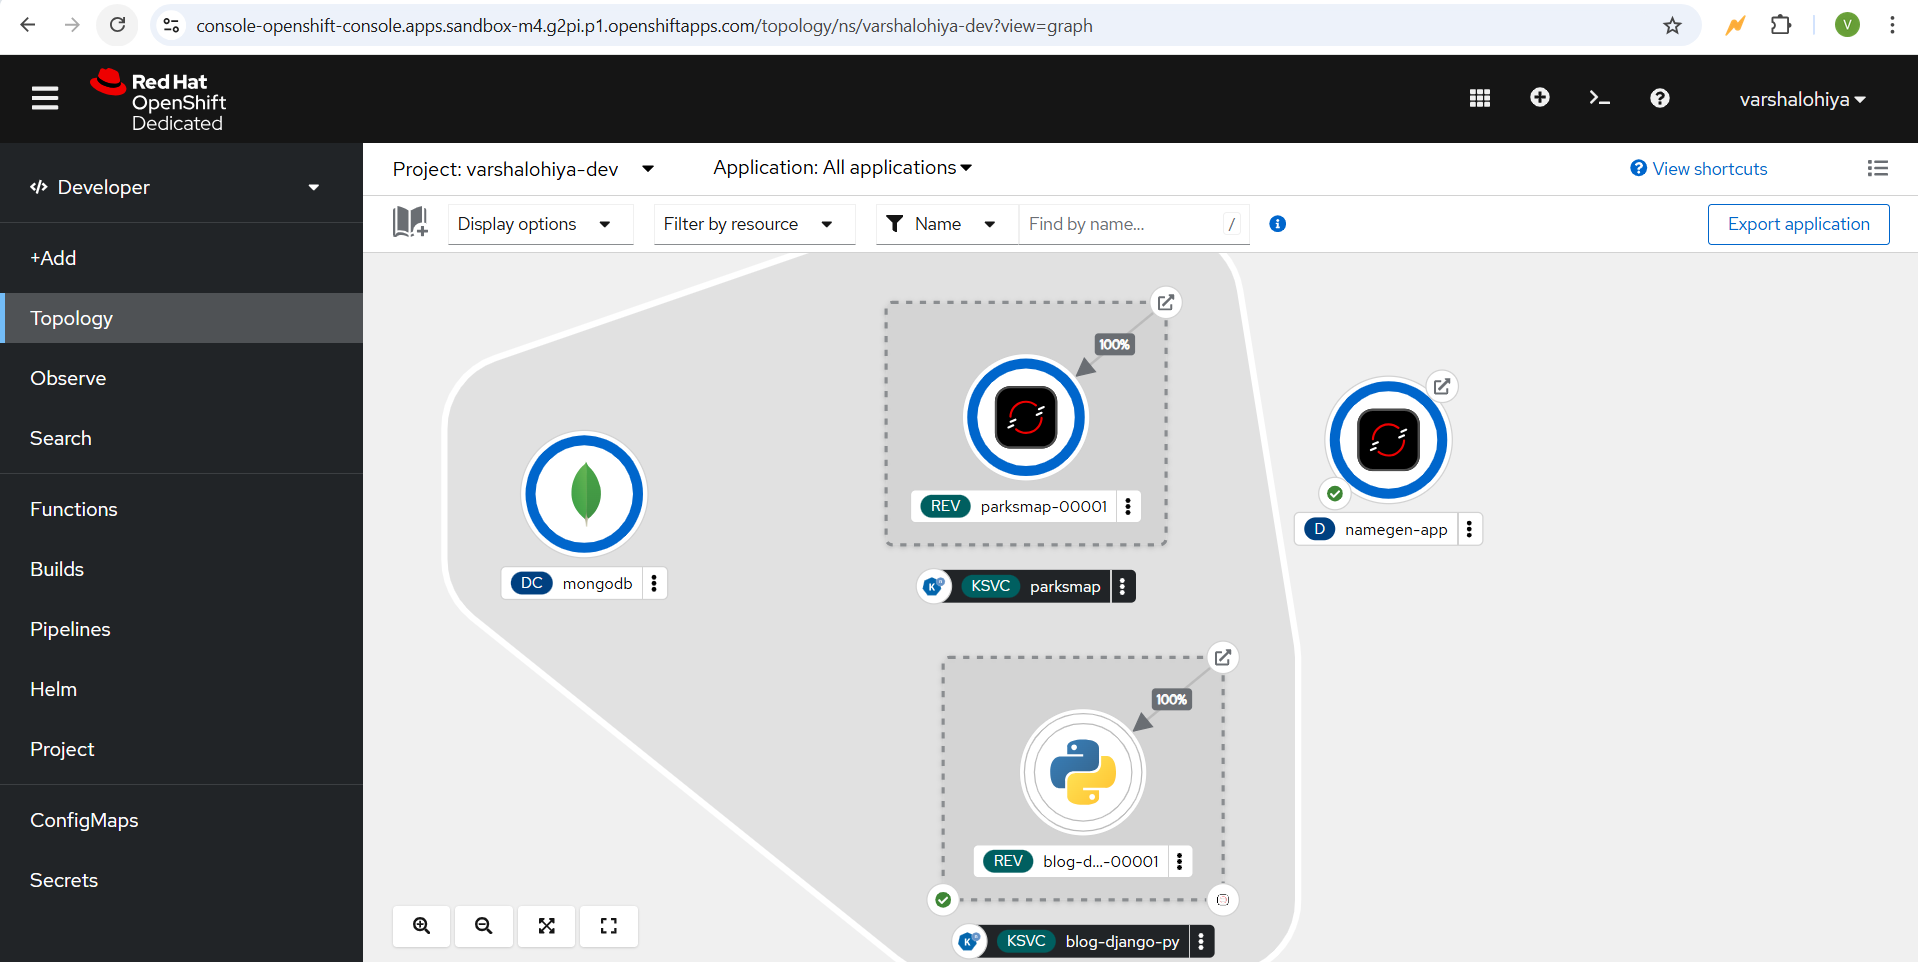 console-openshift-console.apps.sandbox-m4.g2pi.p1.openshiftapps.com/topology/ns/varshalohiya-dev?view=graph
V
Red Hat
OpenShift
Dedicated
varshalohiya
Developer
+Add
Topology
Observe
Search
Functions
Builds
Pipelines
Helm
Project
ConfigMaps
Secrets
Project: varshalohiya-dev
Application: All applications
View shortcuts
Display options
Filter by resource
Name
Find by name...
/
Export application
100%
REV parksmap-00001
KSVC parksmap
D namegen-app
DC mongodb
100%
REV blog-d...-00001
KSVC blog-django-py